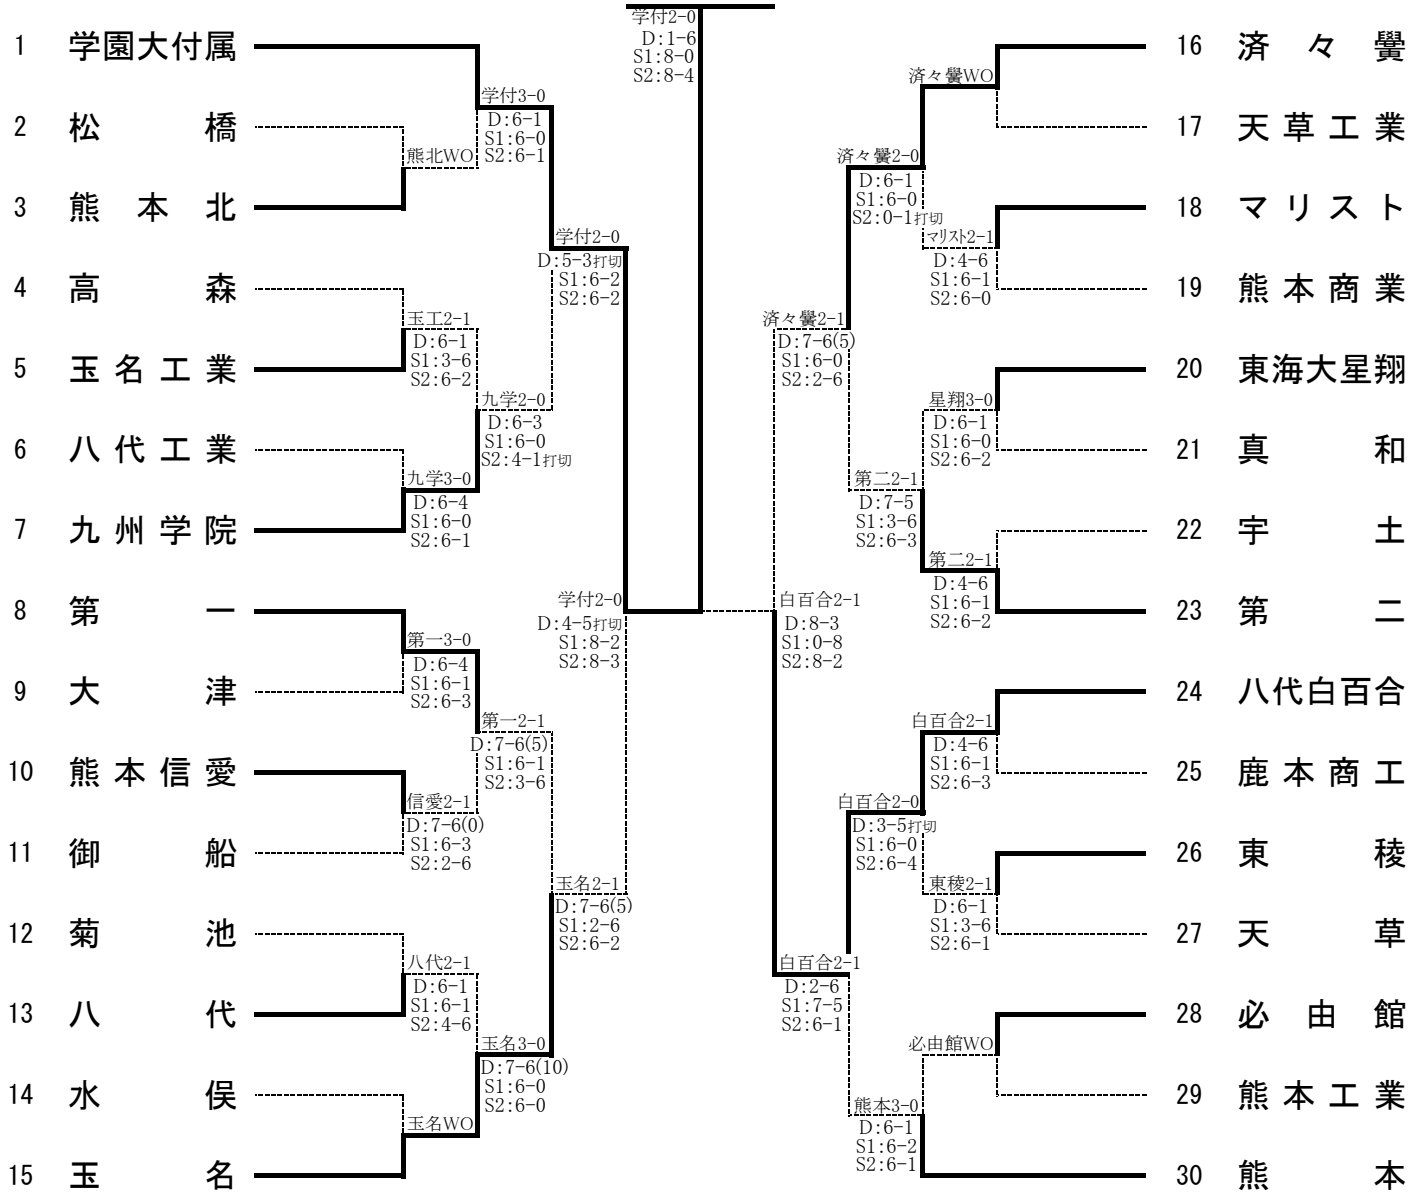 学付2-0
D:1-6
S1:8-0
S2:8-4
1 学園大付属
2 松橋
3 熊本北
4 高森
5 玉名工業
6 八代工業
7 九州学院
8 第一
9 大津
10 熊本信愛
11 御船
12 菊池
13 八代
14 水俣
15 玉名
学付3-0
D:6-1
S1:6-0
S2:6-1
熊北WO
玉工2-1
D:6-1
S1:3-6
S2:6-2
九学3-0
D:6-4
S1:6-0
S2:6-1
九学2-0
D:6-3
S1:6-0
S2:4-1打切
学付2-0
D:5-3打切
S1:6-2
S2:6-2
第一3-0
D:6-4
S1:6-1
S2:6-3
信愛2-1
D:7-6(0)
S1:6-3
S2:2-6
第一2-1
D:7-6(5)
S1:6-1
S2:3-6
八代2-1
D:6-1
S1:6-1
S2:4-6
玉名WO
玉名3-0
D:7-6(10)
S1:6-0
S2:6-0
玉名2-1
D:7-6(5)
S1:2-6
S2:6-2
学付2-0
D:4-5打切
S1:8-2
S2:8-3
白百合2-1
D:8-3
S1:0-8
S2:8-2
済々黌2-1
D:7-6(5)
S1:6-0
S2:2-6
済々黌2-0
D:6-1
S1:6-0
S2:0-1打切
済々黌WO
マリスト2-1
D:4-6
S1:6-1
S2:6-0
星翔3-0
D:6-1
S1:6-0
S2:6-2
第二2-1
D:7-5
S1:3-6
S2:6-3
第二2-1
D:4-6
S1:6-1
S2:6-2
白百合2-1
D:4-6
S1:6-1
S2:6-3
白百合2-0
D:3-5打切
S1:6-0
S2:6-4
東稜2-1
D:6-1
S1:3-6
S2:6-1
白百合2-1
D:2-6
S1:7-5
S2:6-1
必由館WO
熊本3-0
D:6-1
S1:6-2
S2:6-1
16 済々黌
17 天草工業
18 マリスト
19 熊本商業
20 東海大星翔
21 真和
22 宇土
23 第二
24 八代白百合
25 鹿本商工
26 東稜
27 天草
28 必由館
29 熊本工業
30 熊本